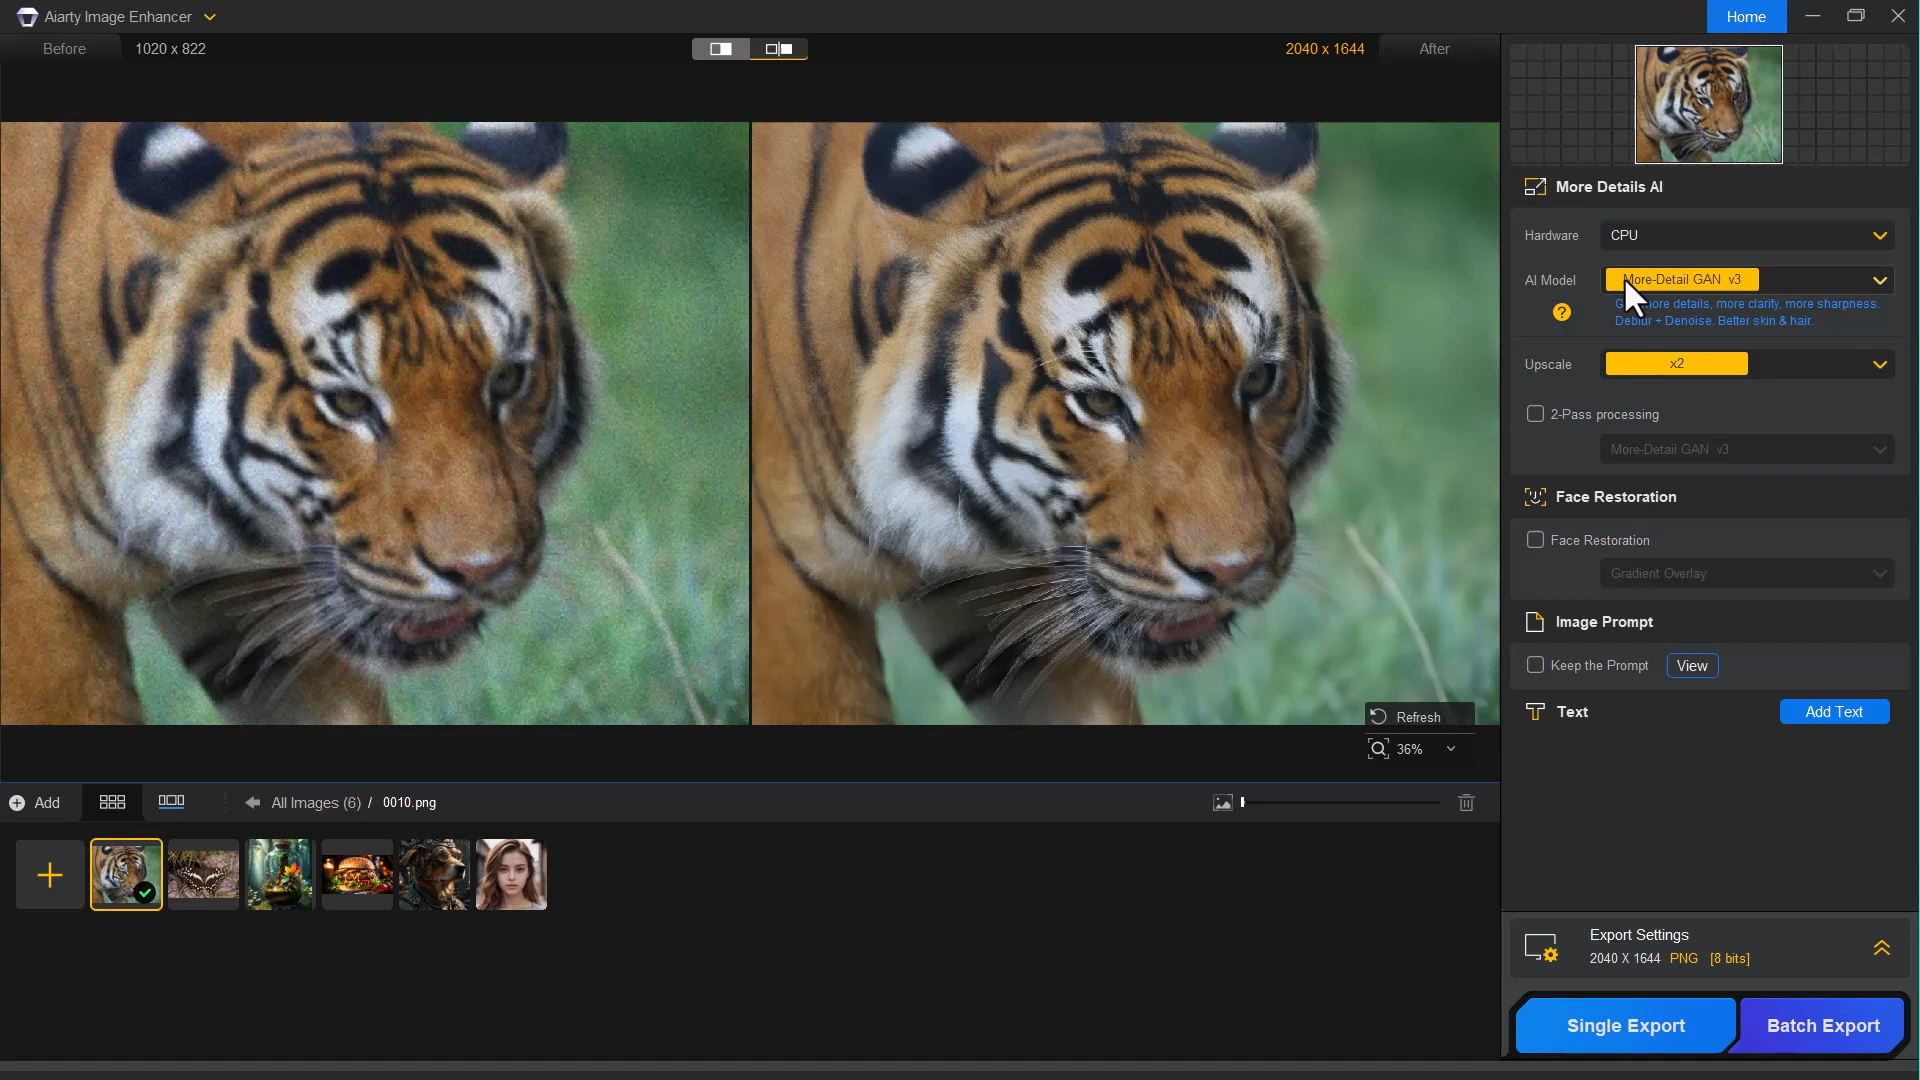 Aiarty Image Enhancer
Home
Before
1020 x 822
2040 x 1644
After
More Details AI
Hardware
CPU
AI Model
More-Detail GAN v3
more details, more clarity, more sharpness.
Deblur + Denoise. Better skin & hair.
?
Upscale
x2
2-Pass processing
More-Detail GAN v3
Face Restoration
Face Restoration
Gradient Overlay
Image Prompt
Keep the Prompt
View
Text
Add Text
Refresh
36%
Add
All Images (6) / 0010.png
Export Settings
2040 X 1644 PNG [8 bits]
Single Export
Batch Export